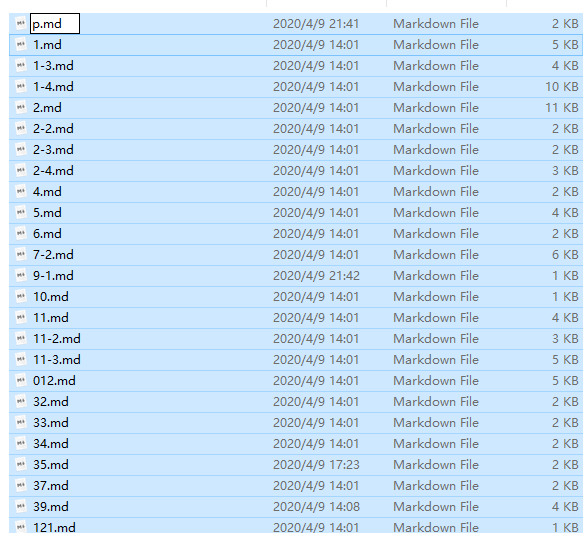 p.md 2020/4/9 21:41 Markdown File 2 KB
1.md 2020/4/9 14:01 Markdown File 5 KB
1-3.md 2020/4/9 14:01 Markdown File 4 KB
1-4.md 2020/4/9 14:01 Markdown File 10 KB
2.md 2020/4/9 14:01 Markdown File 11 KB
2-2.md 2020/4/9 14:01 Markdown File 2 KB
2-3.md 2020/4/9 14:01 Markdown File 2 KB
2-4.md 2020/4/9 14:01 Markdown File 3 KB
4.md 2020/4/9 14:01 Markdown File 2 KB
5.md 2020/4/9 14:01 Markdown File 4 KB
6.md 2020/4/9 14:01 Markdown File 2 KB
7-2.md 2020/4/9 14:01 Markdown File 6 KB
9-1.md 2020/4/9 21:42 Markdown File 1 KB
10.md 2020/4/9 14:01 Markdown File 1 KB
11.md 2020/4/9 14:01 Markdown File 4 KB
11-2.md 2020/4/9 14:01 Markdown File 3 KB
11-3.md 2020/4/9 14:01 Markdown File 5 KB
012.md 2020/4/9 14:01 Markdown File 5 KB
32.md 2020/4/9 14:01 Markdown File 2 KB
33.md 2020/4/9 14:01 Markdown File 2 KB
34.md 2020/4/9 14:01 Markdown File 2 KB
35.md 2020/4/9 17:23 Markdown File 2 KB
37.md 2020/4/9 14:01 Markdown File 2 KB
39.md 2020/4/9 14:08 Markdown File 4 KB
121.md 2020/4/9 14:01 Markdown File 1 KB